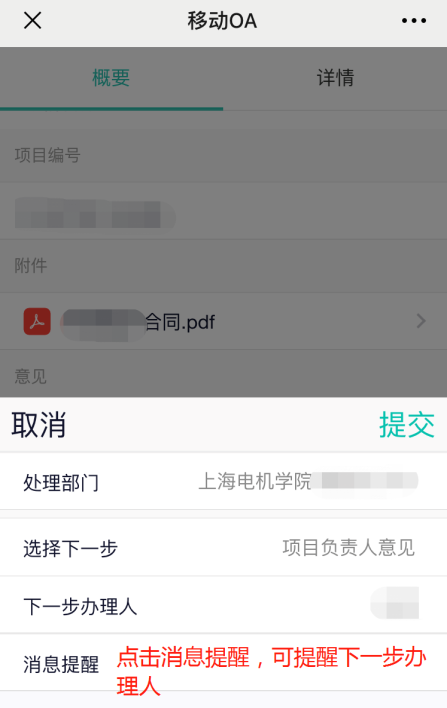 移动OA
概要 详情
项目编号
附件
合同.pdf
意见
取消 提交
处理部门 上海电机学院
选择下一步 项目负责人意见
下一步办理人
消息提醒 点击消息提醒，可提醒下一步办
理人